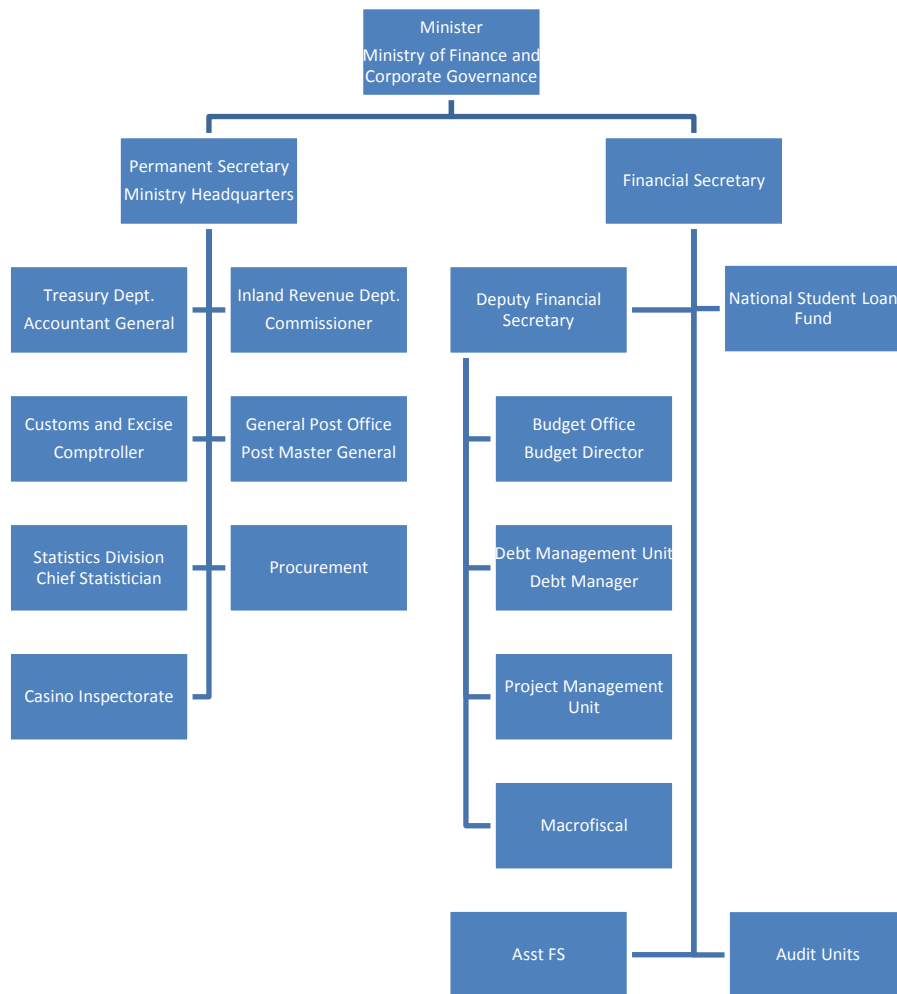 Minister
Ministry of Finance and
Corporate Governance
Permanent Secretary
Ministry Headquarters
Financial Secretary
Treasury Dept.
Accountant General
Inland Revenue Dept.
Commissioner
Deputy Financial
Secretary
National Student Loan
Fund
Customs and Excise
Comptroller
General Post Office
Post Master General
Budget Office
Budget Director
Statistics Division
Chief Statistician
Procurement
Debt Management Unit
Debt Manager
Casino Inspectorate
Project Management
Unit
Macrofiscal
Asst FS
Audit Units